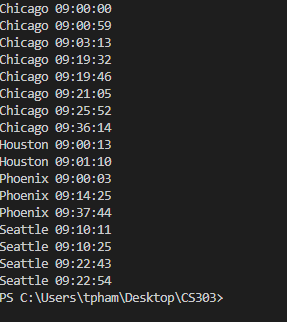 Chicago 09:00:00
Chicago 09:00:59
Chicago 09:03:13
Chicago 09:19:32
Chicago 09:19:46
Chicago 09:21:05
Chicago 09:25:52
Chicago 09:36:14
Houston 09:00:13
Houston 09:01:10
Phoenix 09:00:03
Phoenix 09:14:25
Phoenix 09:37:44
Seattle 09:10:11
Seattle 09:10:25
Seattle 09:22:43
Seattle 09:22:54
PS C:\Users\tpham\Desktop\CS303>